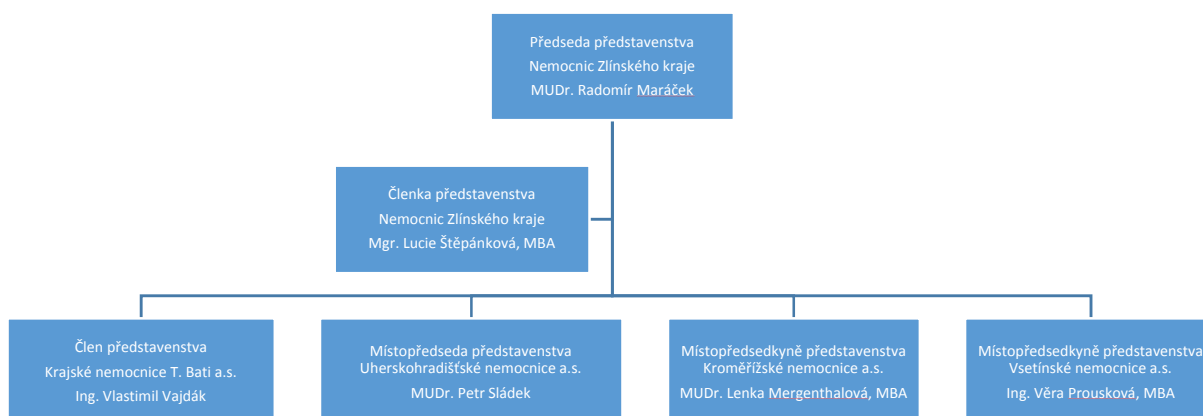 Předseda představenstva
Nemocnic Zlínského kraje
MUDr. Radomír Maráček
Členka představenstva
Nemocnic Zlínského kraje
Mgr. Lucie Štěpánková, MBA
Člen představenstva
Krajské nemocnice T. Bati a.s.
Ing. Vlastimil Vajdák
Místopředseda představenstva
Uherskohradišťské nemocnice a.s.
MUDr. Petr Sládek
Místopředsedkyně představenstva
Kroměřížské nemocnice a.s.
MUDr. Lenka Mergenthalová, MBA
Místopředsedkyně představenstva
Vsetínské nemocnice a.s.
Ing. Věra Prousková, MBA